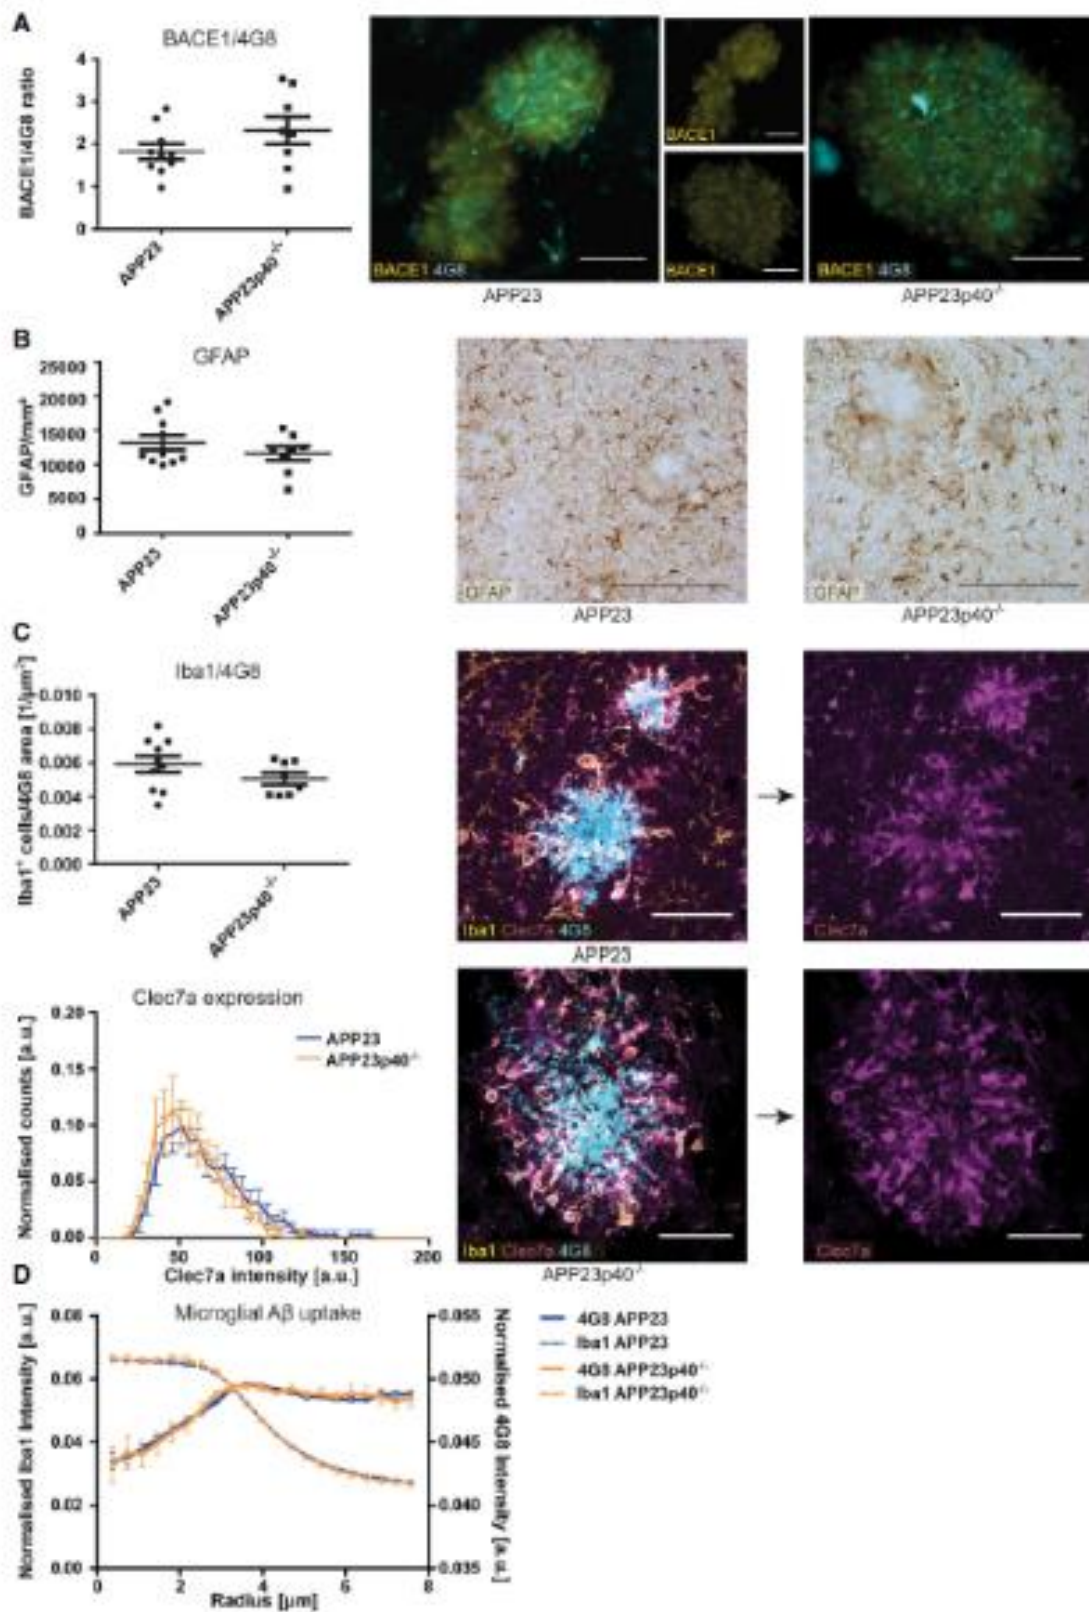 A
BACE1/4G8
BACE1/4G8 ratio
4
3
2
1
0
APP23
APP23p40-/-
BACE1 4G8
APP23
BACE1
BACE1
BACE1 4G8
APP23p40-/-
B
GFAP
GFAP/mm
25000
20000
15000
10000
5000
0
APP23
APP23p40-/-
GFAP
APP23
GFAP
APP23p40-/-
C
Iba1/4G8
Iba1+ cells/4G8 area [1/µm²]
0.010
0.008
0.006
0.004
0.002
0.000
APP23
APP23p40-/-
Iba1 Clec7a 4G8
APP23
Clec7a
Clec7a expression
Normalised counts [a.u.]
0.20
0.15
0.10
0.05
0.00
0 50 100 150 200
Clec7a intensity [a.u.]
APP23
APP23p40-/-
Iba1 Clec7a 4G8
APP23p40-/-
Clec7a
D
Microglial Aβ uptake
Normalised Iba1 Intensity [a.u.]
0.08
0.06
0.04
0.02
0.00
0.055
0.050
0.045
0.040
0.035
Normalised 4G8 Intensity [a.u.]
0 2 4 6 8
Radius [µm]
4G8 APP23
Iba1 APP23
4G8 APP23p40-/-
Iba1 APP23p40-/-